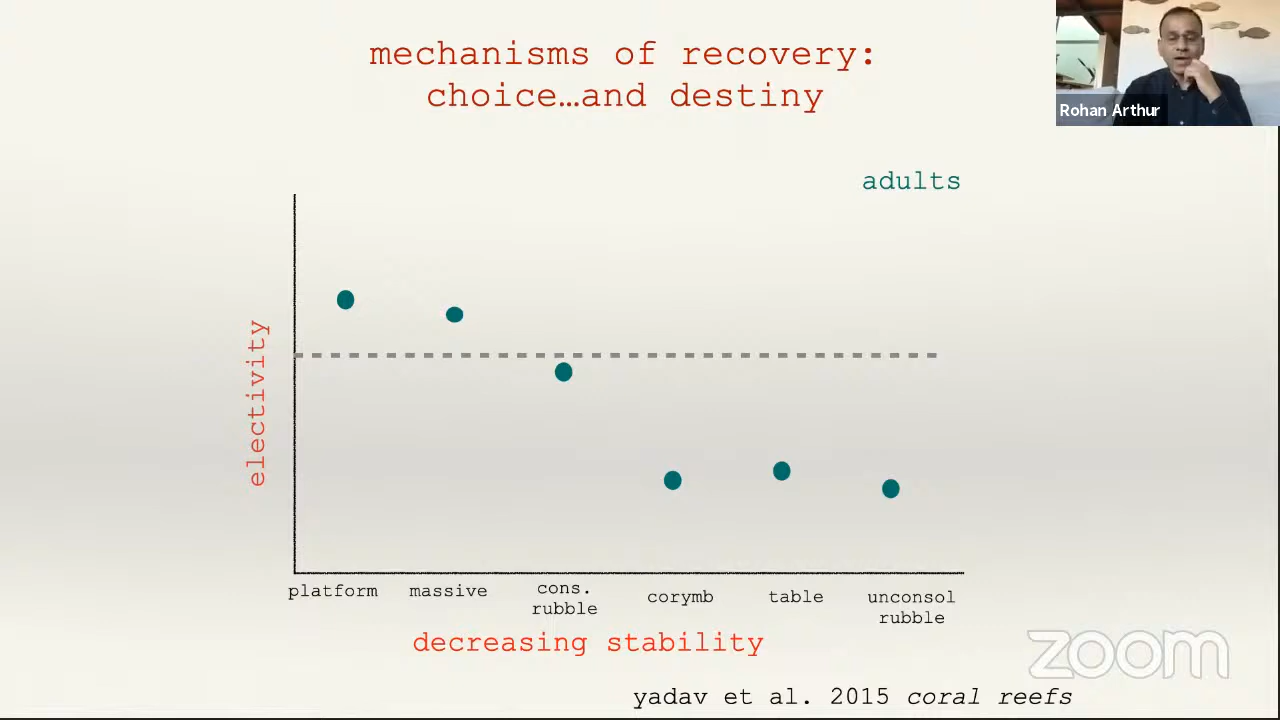 mechanisms of recovery:
choice…and destiny
Rohan Arthur
adults
electivity
platform
massive
cons.
rubble
corymb
table
unconsol
rubble
decreasing stability
zoom
yadav et al. 2015 coral reefs